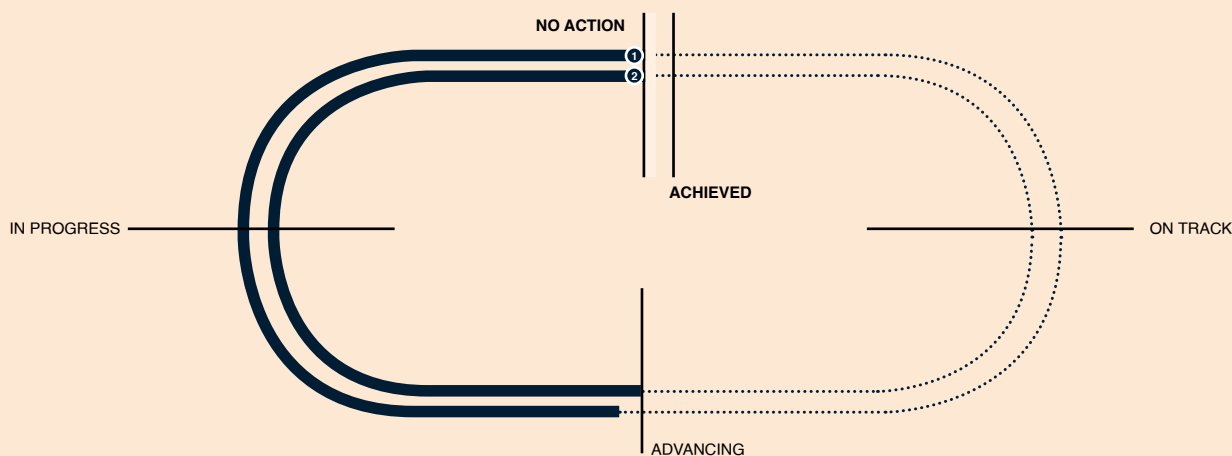 NO ACTION
1
2
ACHIEVED
IN PROGRESS
ON TRACK
ADVANCING